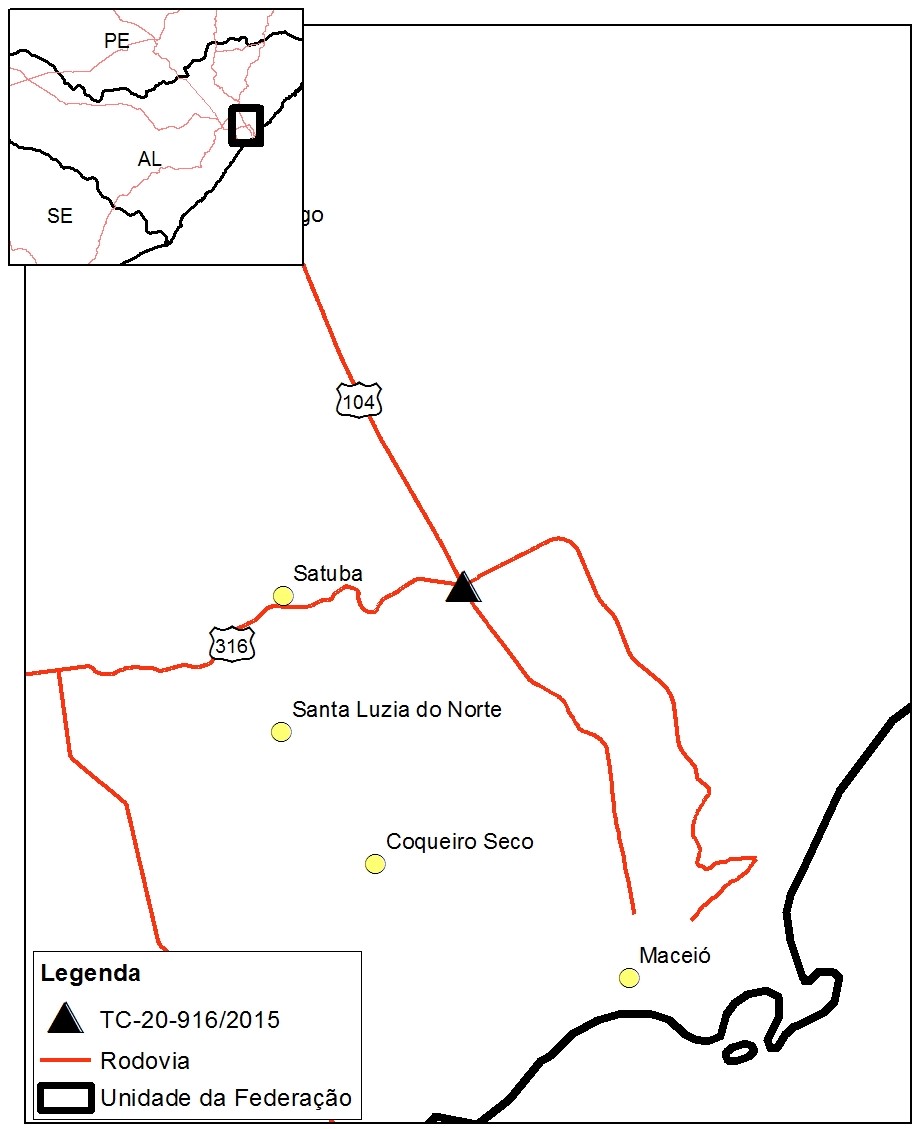 PE
AL
SE
go
104
Satuba
316
Santa Luzia do Norte
Coqueiro Seco
Maceió
Legenda
TC-20-916/2015
Rodovia
Unidade da Federação